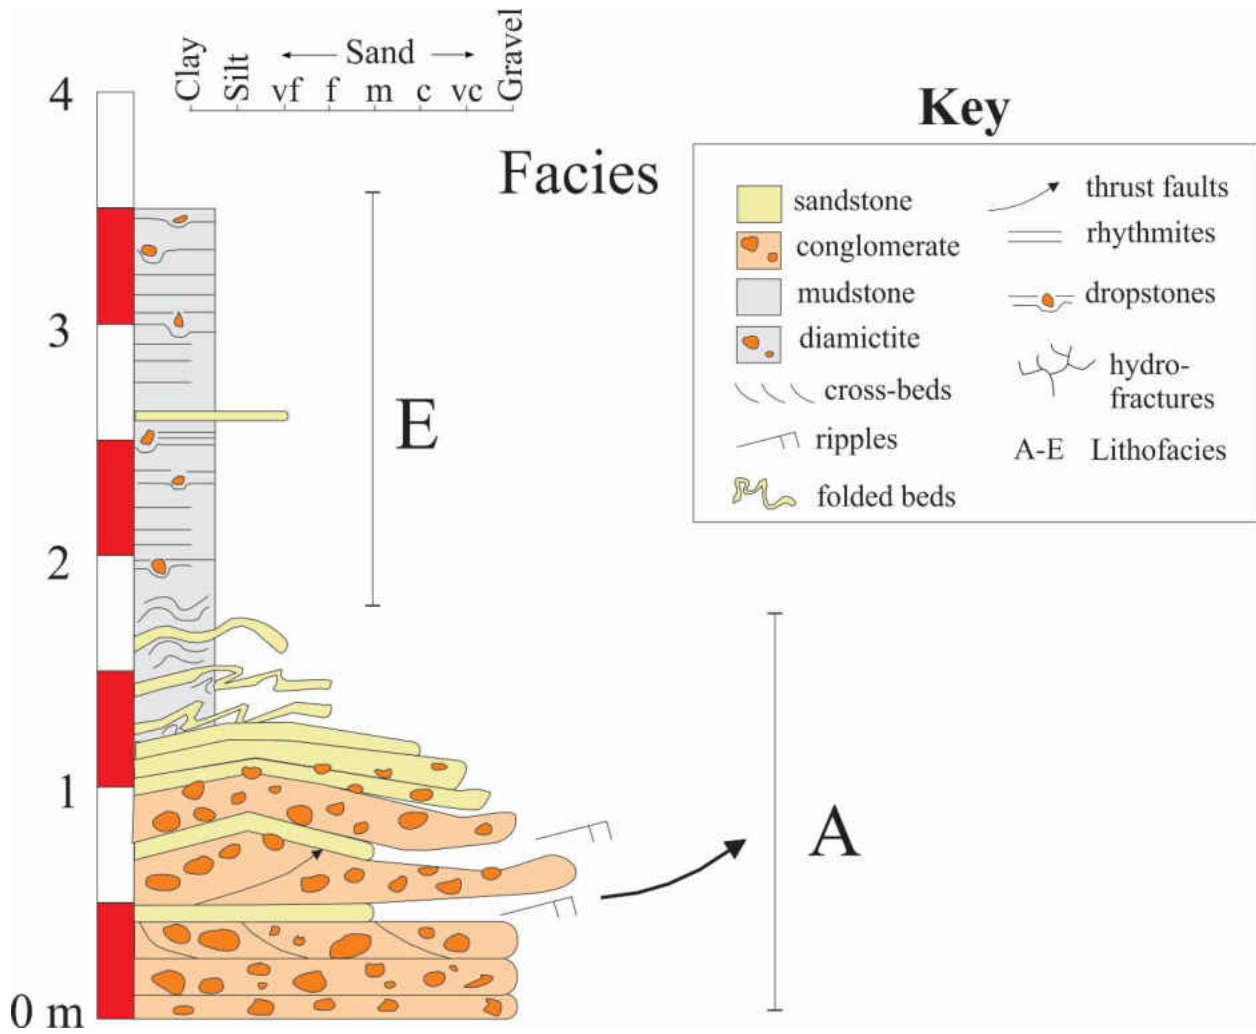 Clay Silt Sand Gravel
vf f m c vc
4
3
2
1
0 m
Facies
E
A
Key
sandstone
conglomerate
mudstone
diamictite
cross-beds
ripples
folded beds
thrust faults
rhythmites
dropstones
hydro-
fractures
A-E Lithofacies